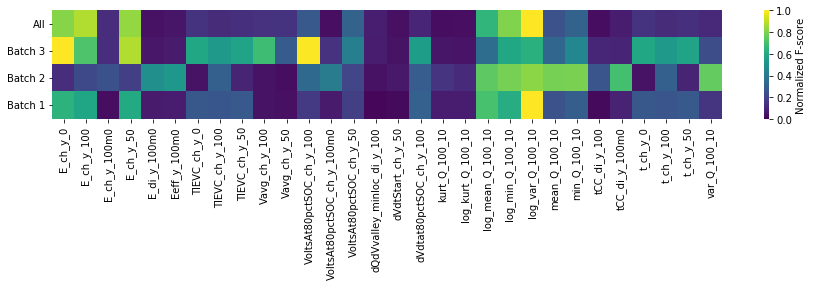 All
Batch 3
Batch 2
Batch 1
E_ch_y_0
E_ch_y_100
E_ch_y_100m0
E_ch_y_50
E_di_y_100m0
Eeff_y_100m0
TIEVC_ch_y_0
TIEVC_ch_y_100
TIEVC_ch_y_50
Vavg_ch_y_100
Vavg_ch_y_50
VoltsAt80pctSOC_ch_y_100
VoltsAt80pctSOC_ch_y_100m0
VoltsAt80pctSOC_ch_y_50
dQdVvalley_minloc_di_y_100
dVdtStart_ch_y_50
dVdtat80pctSOC_ch_y_100
kurt_Q_100_10
log_kurt_Q_100_10
log_mean_Q_100_10
log_min_Q_100_10
log_var_Q_100_10
mean_Q_100_10
min_Q_100_10
tCC_di_y_100
tCC_di_y_100m0
t_ch_y_0
t_ch_y_100
t_ch_y_50
var_Q_100_10
1.0
0.8
0.6
0.4
0.2
0.0
Normalized F-score